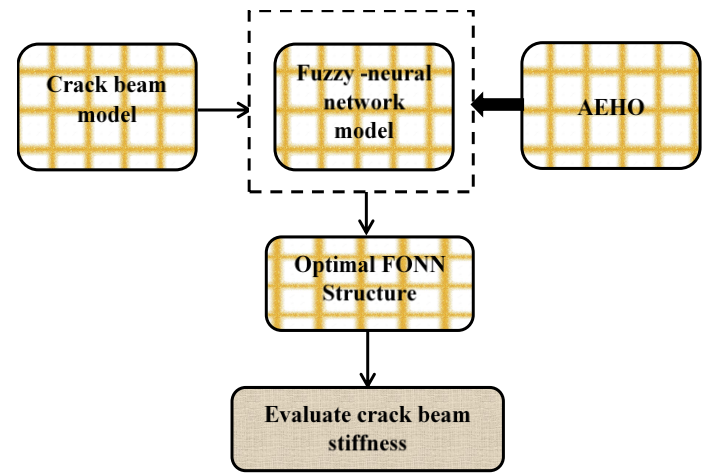 Crack beam
model
Fuzzy -neural
network
model
AEHO
Optimal FONN
Structure
Evaluate crack beam
stiffness